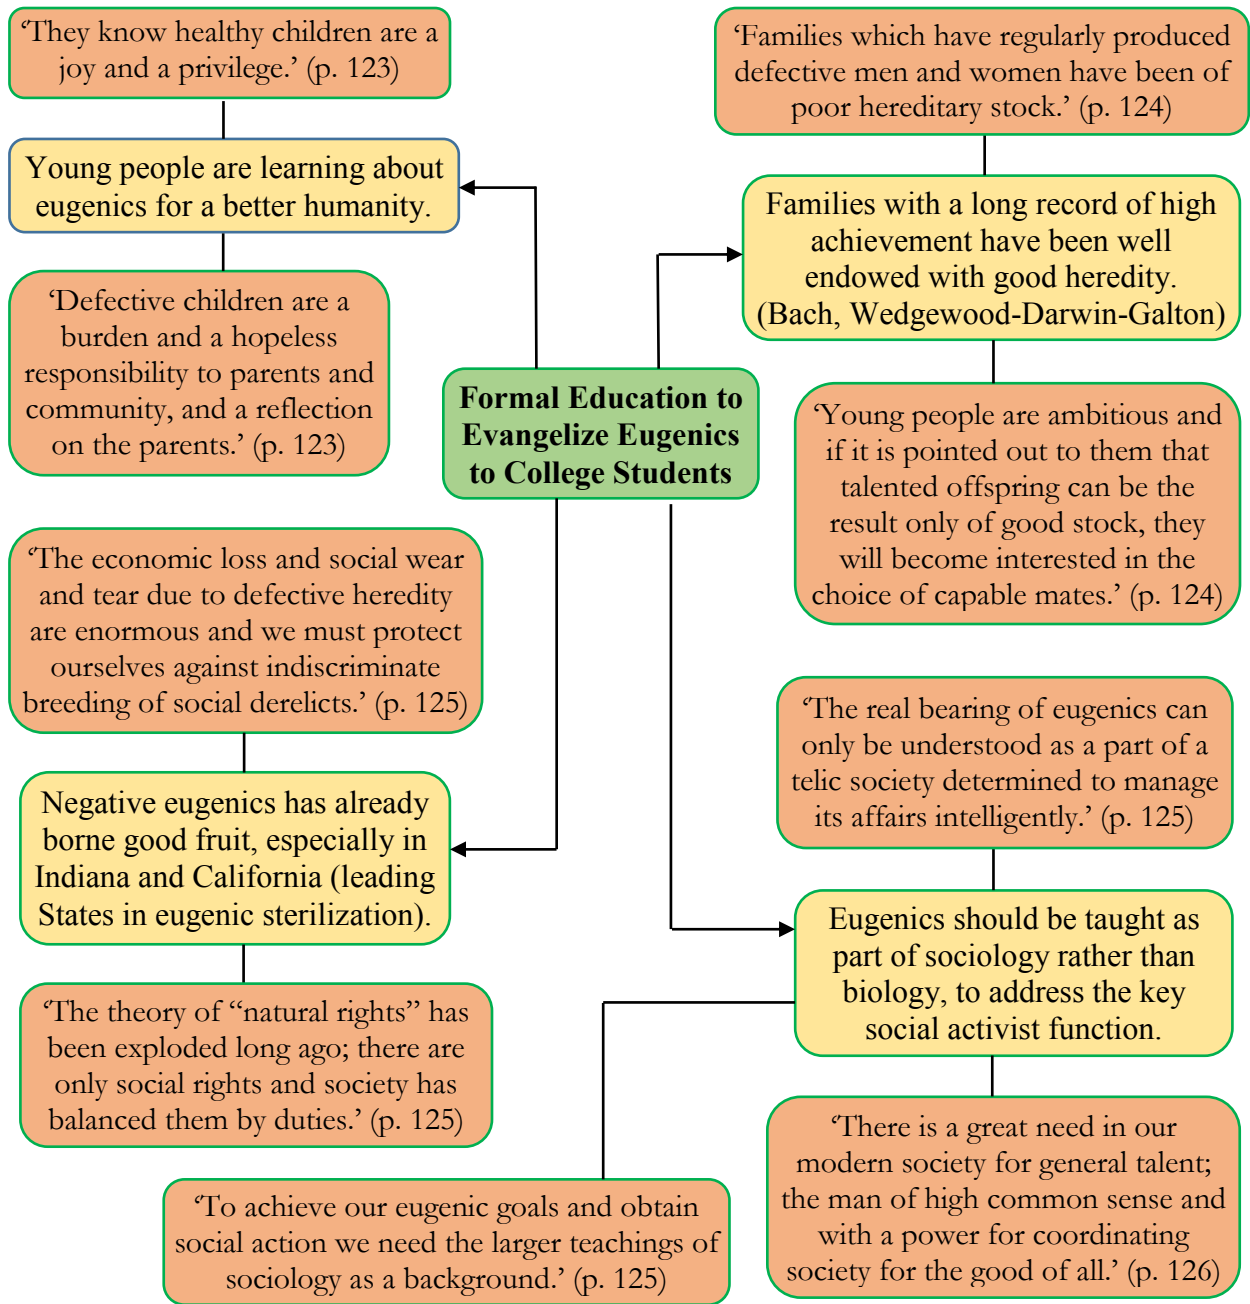 ‘They know healthy children are a
joy and a privilege.’ (p. 123)
Young people are learning about
eugenics for a better humanity.
‘Defective children are a
burden and a hopeless
responsibility to parents and
community, and a reflection
on the parents.’ (p. 123)
‘Families which have regularly produced
defective men and women have been of
poor hereditary stock.’ (p. 124)
Families with a long record of high
achievement have been well
endowed with good heredity.
(Bach, Wedgewood-Darwin-Galton)
‘Young people are ambitious and
if it is pointed out to them that
talented offspring can be the
result only of good stock, they
will become interested in the
choice of capable mates.’ (p. 124)
Formal Education to
Evangelize Eugenics
to College Students
‘The economic loss and social wear
and tear due to defective heredity
are enormous and we must protect
ourselves against indiscriminate
breeding of social derelicts.’ (p. 125)
Negative eugenics has already
borne good fruit, especially in
Indiana and California (leading
States in eugenic sterilization).
‘The theory of “natural rights” has
been exploded long ago; there are
only social rights and society has
balanced them by duties.’ (p. 125)
‘The real bearing of eugenics can
only be understood as a part of a
telic society determined to manage
its affairs intelligently.’ (p. 125)
Eugenics should be taught as
part of sociology rather than
biology, to address the key
social activist function.
‘To achieve our eugenic goals and obtain
social action we need the larger teachings of
sociology as a background.’ (p. 125)
‘There is a great need in our
modern society for general talent;
the man of high common sense and
with a power for coordinating
society for the good of all.’ (p. 126)